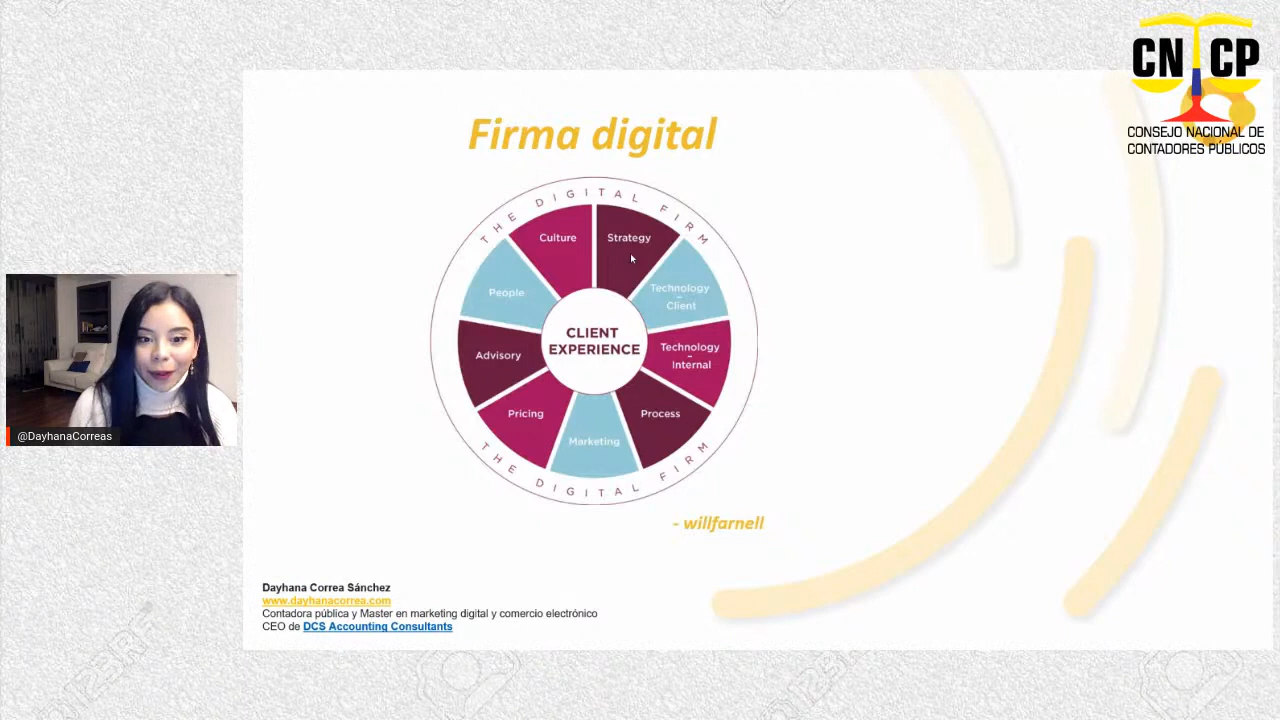 CN CP
CONSEJO NACIONAL DE
CONTADORES PÚBLICOS
Firma digital
THE DIGITAL FIRM
Culture
Strategy
People
Technology
–
Client
CLIENT
EXPERIENCE
Advisory
Technology
–
Internal
Pricing
Process
Marketing
THE DIGITAL FIRM
- willfarnell
@DayhanaCorreas
Dayhana Correa Sánchez
www.dayhanacorrea.com
Contadora pública y Master en marketing digital y comercio electrónico
CEO de DCS Accounting Consultants